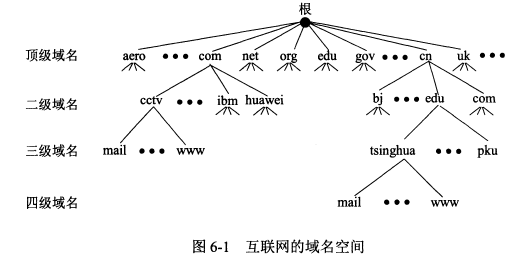 根
顶级域名 aero ••• com net org edu gov ••• cn uk •••
二级域名 cctv ••• ibm huawei bj ••• edu com
三级域名 mail ••• www tsinghua ••• pku
四级域名 mail ••• www
图 6-1 互联网的域名空间